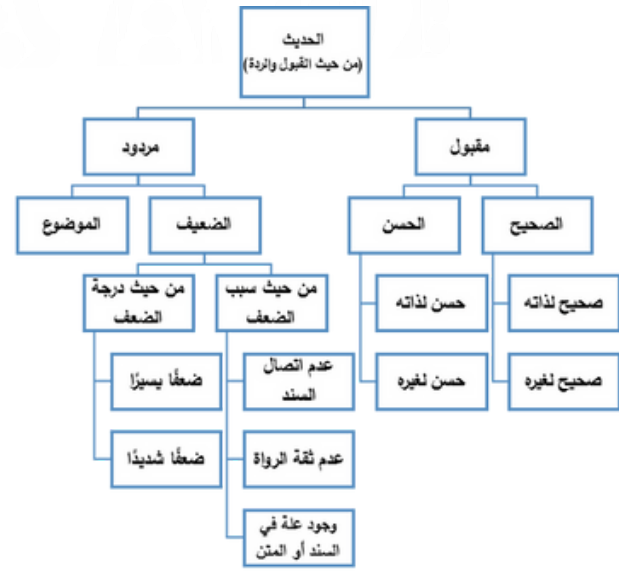 الحديث
(من حيث القبول والردة)
مقبول
مردود
الصحيح
الحسن
الضعيف
الموضوع
صحيح لذاته
حسن لذاته
من حيث سبب
الضعف
من حيث درجة
الضعف
صحيح لغيره
حسن لغيره
عدم اتصال
السند
ضعفًا يسيرًا
عدم ثقة الرواة
ضعفًا شديدًا
وجود علة في
السند أو المتن